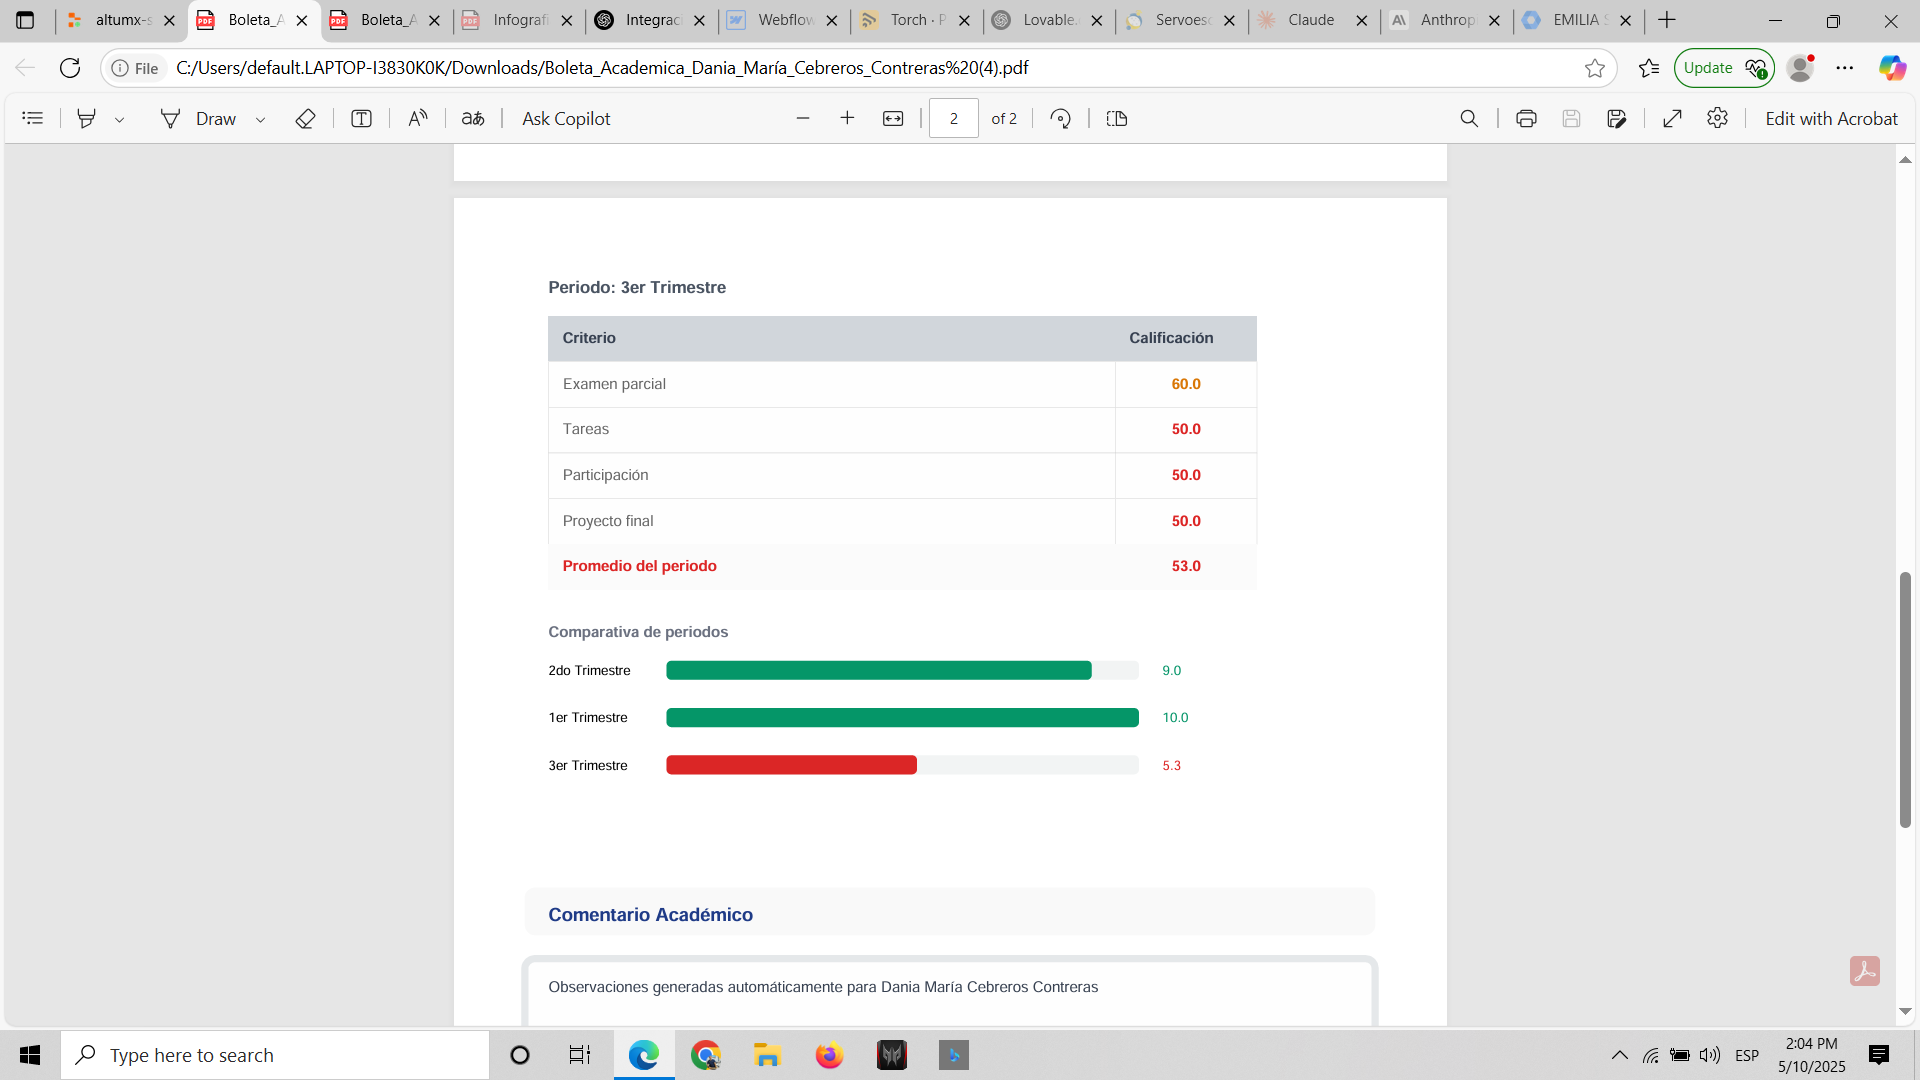 altumx-s
Boleta_A
Boleta_A
Infografi
Integrac
Webflow
Torch · P
Lovable.
Servoesc
Claude
Anthrop
EMILIA S
File
C:/Users/default.LAPTOP-I3830K0K/Downloads/Boleta_Academica_Dania_María_Cebreros_Contreras%20(4).pdf
Update
Draw
Ask Copilot
2
of 2
Edit with Acrobat
Periodo: 3er Trimestre
Criterio Calificación
Examen parcial 60.0
Tareas 50.0
Participación 50.0
Proyecto final 50.0
Promedio del periodo 53.0
Comparativa de periodos
2do Trimestre 9.0
1er Trimestre 10.0
3er Trimestre 5.3
Comentario Académico
Observaciones generadas automáticamente para Dania María Cebreros Contreras
Type here to search
ESP
2:04 PM
5/10/2025